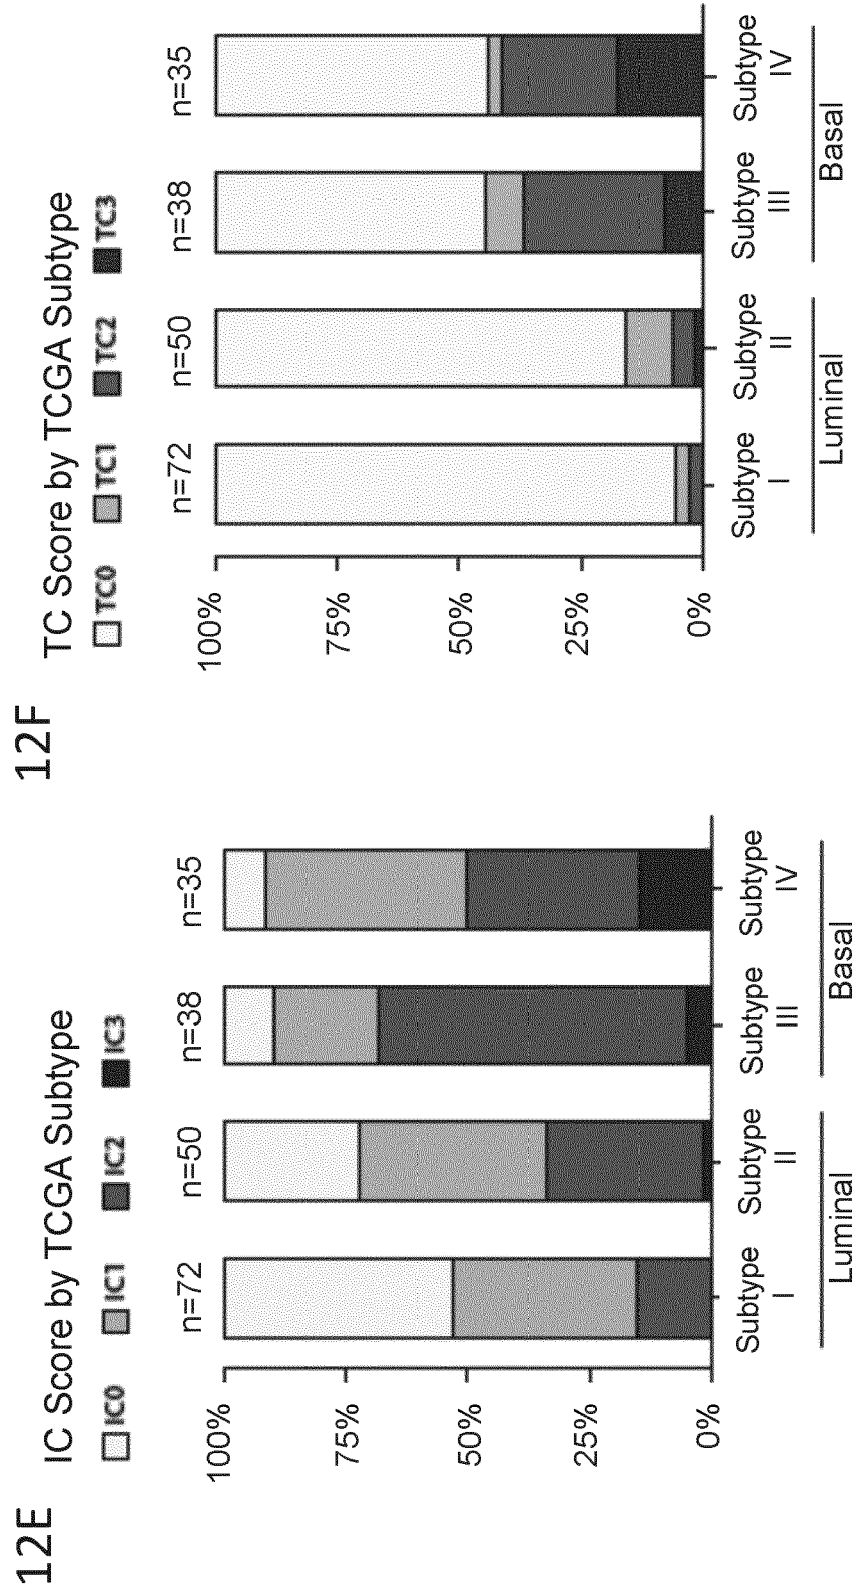 12E
IC Score by TCGA Subtype
IC0 IC1 IC2 IC3
n=72 n=50 n=38 n=35
100%
75%
50%
25%
0%
Subtype I Subtype II Subtype III Subtype IV
Luminal Basal
12F
TC Score by TCGA Subtype
TC0 TC1 TC2 TC3
n=72 n=50 n=38 n=35
100%
75%
50%
25%
0%
Subtype I Subtype II Subtype III Subtype IV
Luminal Basal